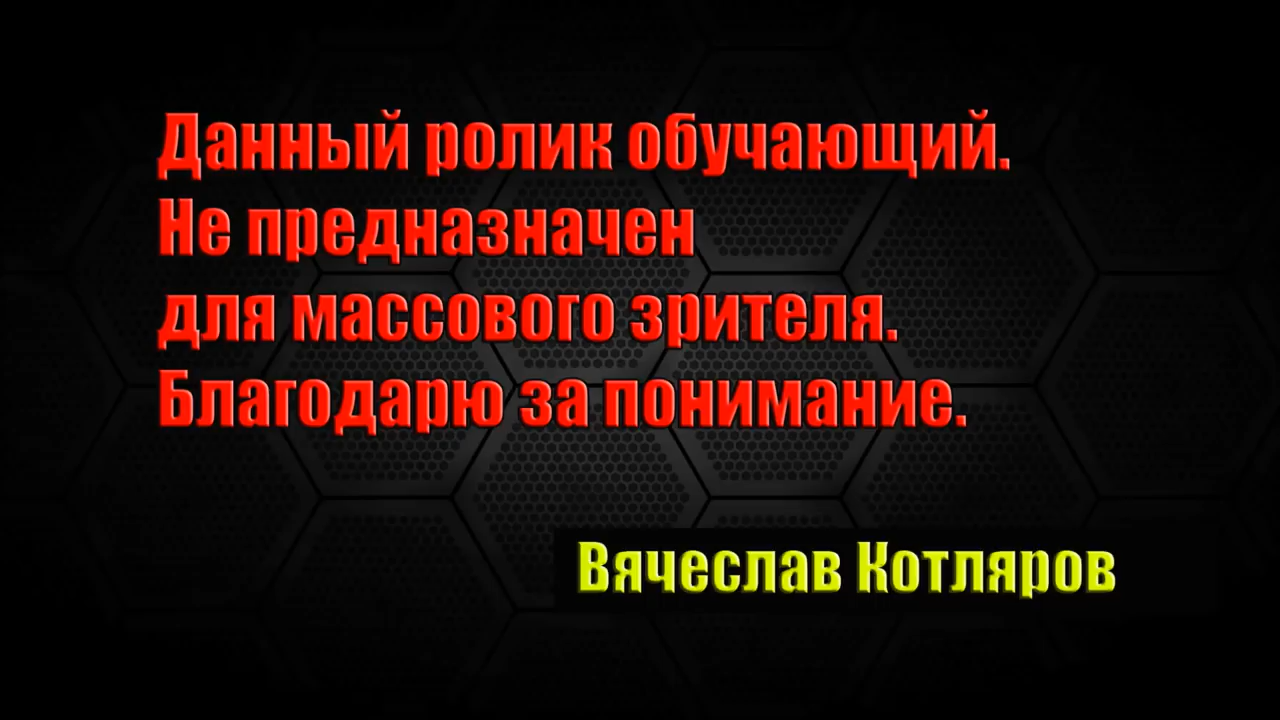 Данный ролик обучающий.
Не предназначен
для массового зрителя.
Благодарю за понимание.
Вячеслав Котляров